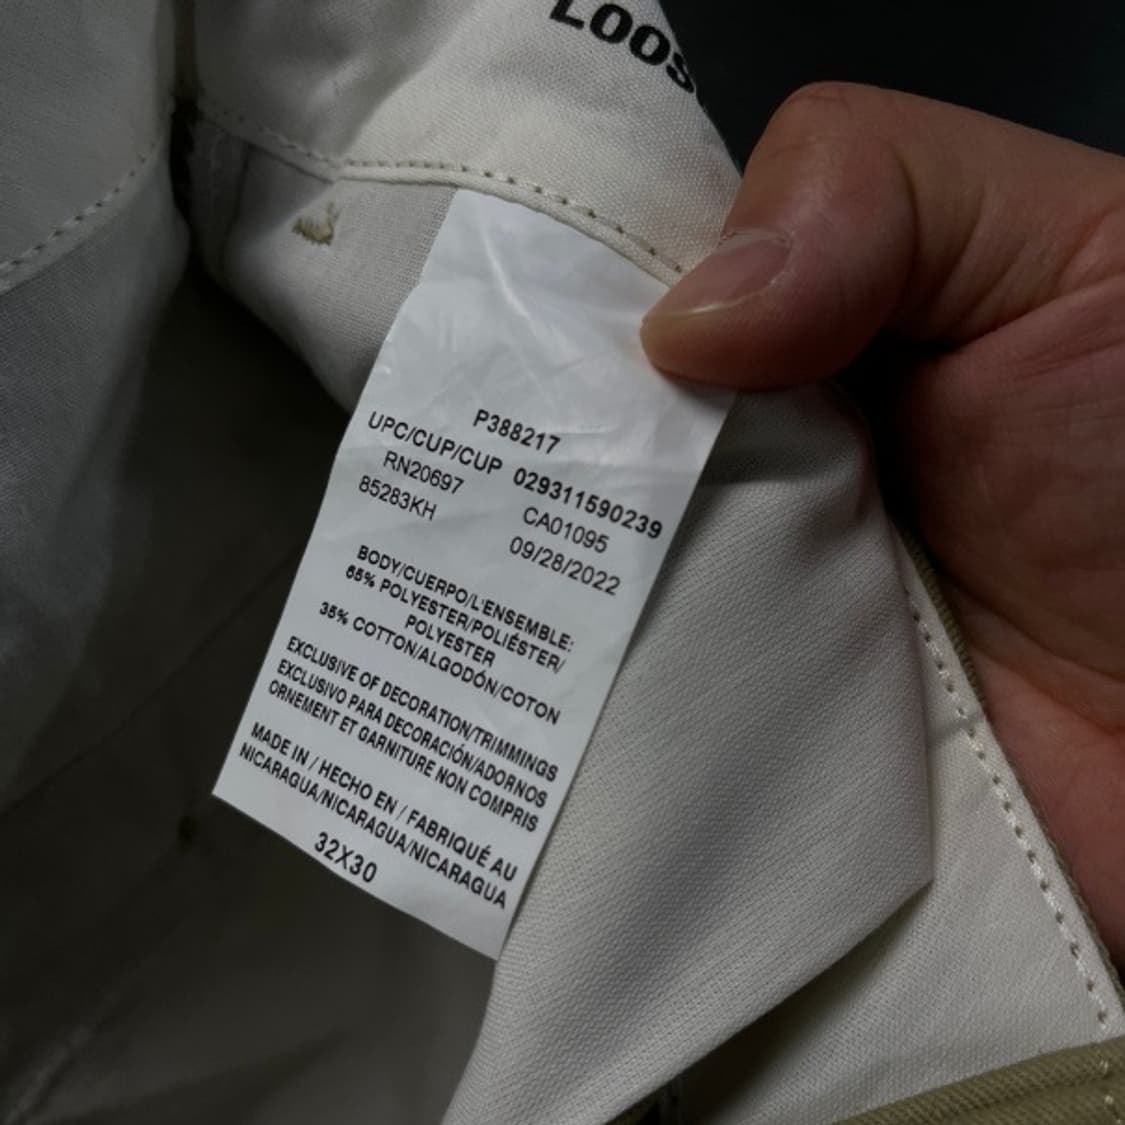 LOOS
P388217
UPC/CUP/CUP 029311590239
RN20697 CA01095
85283KH 09/28/2022
BODY/CUERPO/L'ENSEMBLE:
65% POLYESTER/POLIÉSTER/
POLYESTER
35% COTTON/ALGODÓN/COTON
EXCLUSIVE OF DECORATION/TRIMMINGS
EXCLUSIVO PARA DECORACIÓN/ADORNOS
ORNEMENT ET GARNITURE NON COMPRIS
MADE IN / HECHO EN / FABRIQUÉ AU
NICARAGUA/NICARAGUA/NICARAGUA
32X30